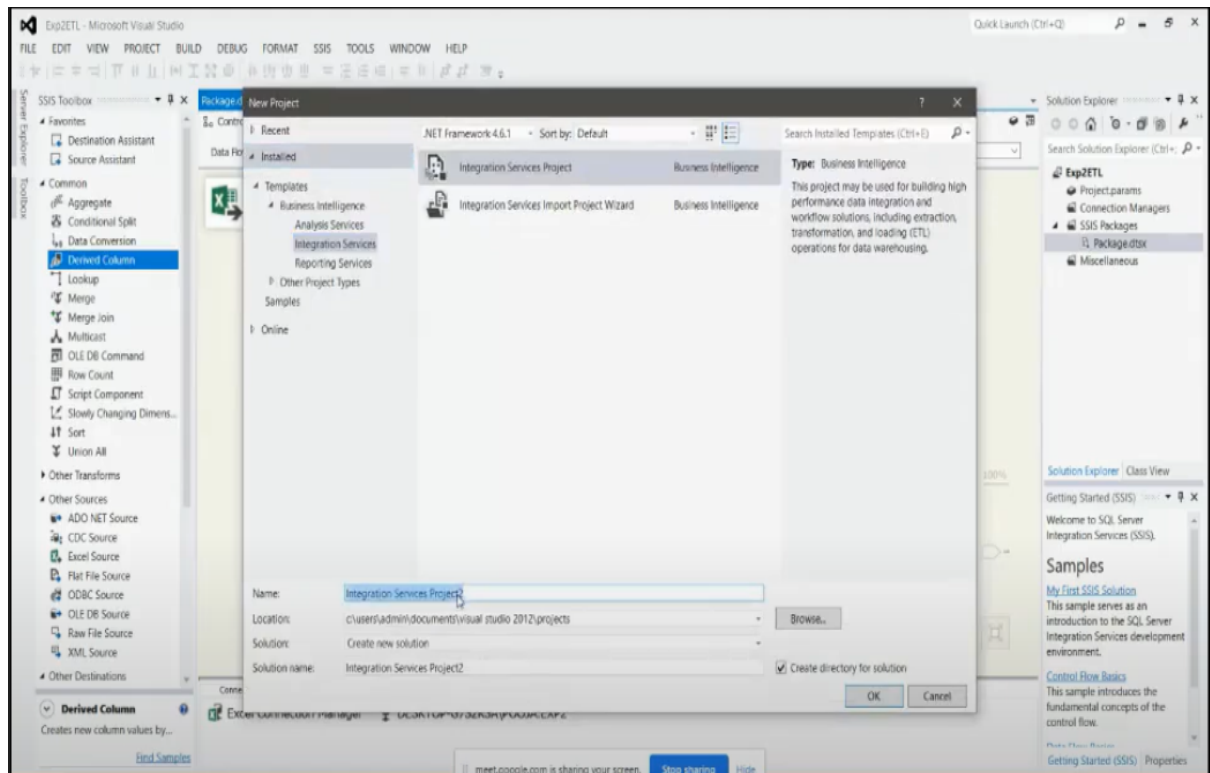 Exp2ETL - Microsoft Visual Studio
Quick Launch (Ctrl+Q)
FILE EDIT VIEW PROJECT BUILD DEBUG FORMAT SSIS TOOLS WINDOW HELP
Server Explorer
Toolbox
SSIS Toolbox
Favorites
Destination Assistant
Source Assistant
Common
Aggregate
Conditional Split
Data Conversion
Derived Column
Lookup
Merge
Merge Join
Multicast
OLE DB Command
Row Count
Script Component
Slowly Changing Dimens...
Sort
Union All
Other Transforms
Other Sources
ADO NET Source
CDC Source
Excel Source
Flat File Source
ODBC Source
OLE DB Source
Raw File Source
XML Source
Other Destinations
Derived Column
Creates new column values by...
Find Samples
Package.d
Contr
Data Flo
New Project
? ×
Recent
.NET Framework 4.6.1 Sort by: Default
Search Installed Templates (Ctrl+E)
Installed
Templates
Business Intelligence
Analysis Services
Integration Services
Reporting Services
Other Project Types
Samples
Online
Integration Services Project Business Intelligence
Integration Services Import Project Wizard Business Intelligence
Type: Business Intelligence
This project may be used for building high
performance data integration and
workflow solutions, including extraction,
transformation, and loading (ETL)
operations for data warehousing.
Name: Integration Services Project2
Location: c:\users\admin\documents\visual studio 2012\projects
Browse...
Solution: Create new solution
Solution name: Integration Services Project2
Create directory for solution
OK Cancel
100%
Conne
Excel Connection Manager
meet.google.com is sharing your screen. Stop sharing Hide
Solution Explorer
Search Solution Explorer (Ctrl+;
Exp2ETL
Project.params
Connection Managers
SSIS Packages
Package.dtsx
Miscellaneous
Solution Explorer Class View
Getting Started (SSIS)
Welcome to SQL Server
Integration Services (SSIS).
Samples
My First SSIS Solution
This sample serves as an
introduction to the SQL Server
Integration Services development
environment.
Control Flow Basics
This sample introduces the
fundamental concepts of the
control flow.
Getting Started (SSIS) Properties